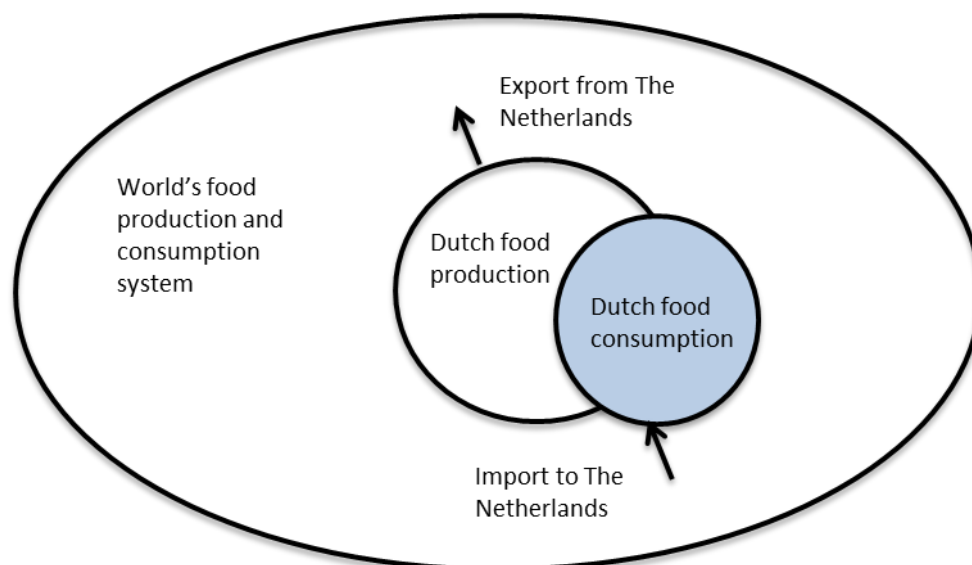 Export from The
Netherlands
World's food
production and
consumption
system
Dutch food
production
Dutch food
consumption
Import to The
Netherlands